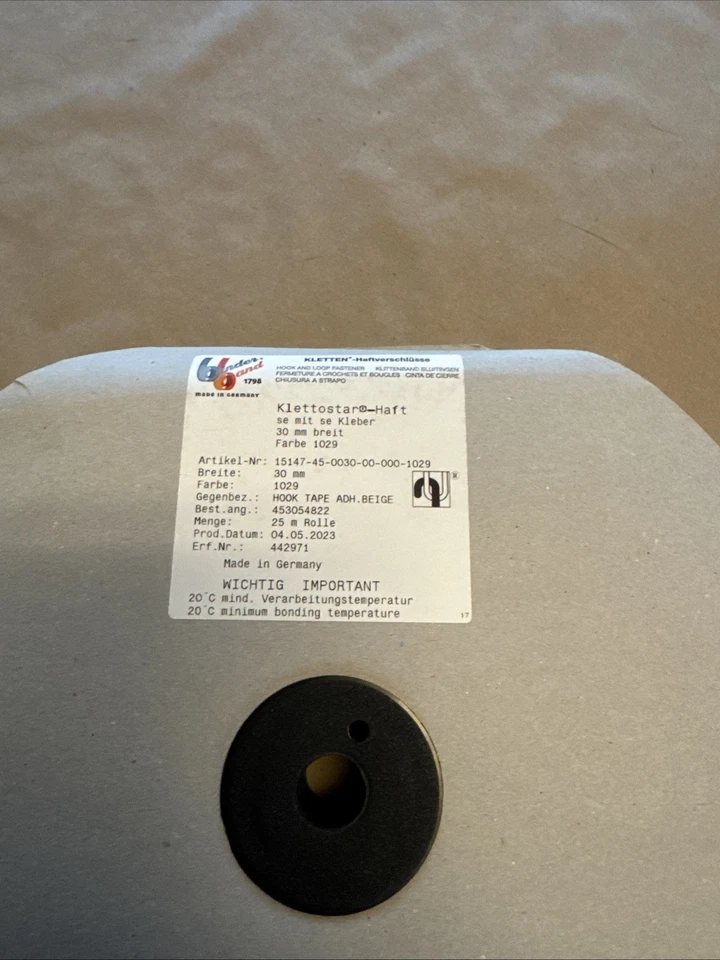 binder band
1798
made in Germany
KLETTEN®-Haftverschlüsse
HOOK AND LOOP FASTENER KLITTENBAND
FERMETURE A CROCHETS ET BOUCLES CINTA DE CIERRE
CHIUSURA A STRAPO
Klettostar®-Haft
se mit se Kleber
30 mm breit
Farbe 1029
Artikel-Nr: 15147-45-0030-00-000-1029
Breite: 30 mm
Farbe: 1029
Gegenbez.: HOOK TAPE ADH.BEIGE
Best.ang.: 453054822
Menge: 25 m Rolle
Prod.Datum: 04.05.2023
Erf.Nr.: 442971
Made in Germany
WICHTIG IMPORTANT
20°C mind. Verarbeitungstemperatur
20°C minimum bonding temperature
17